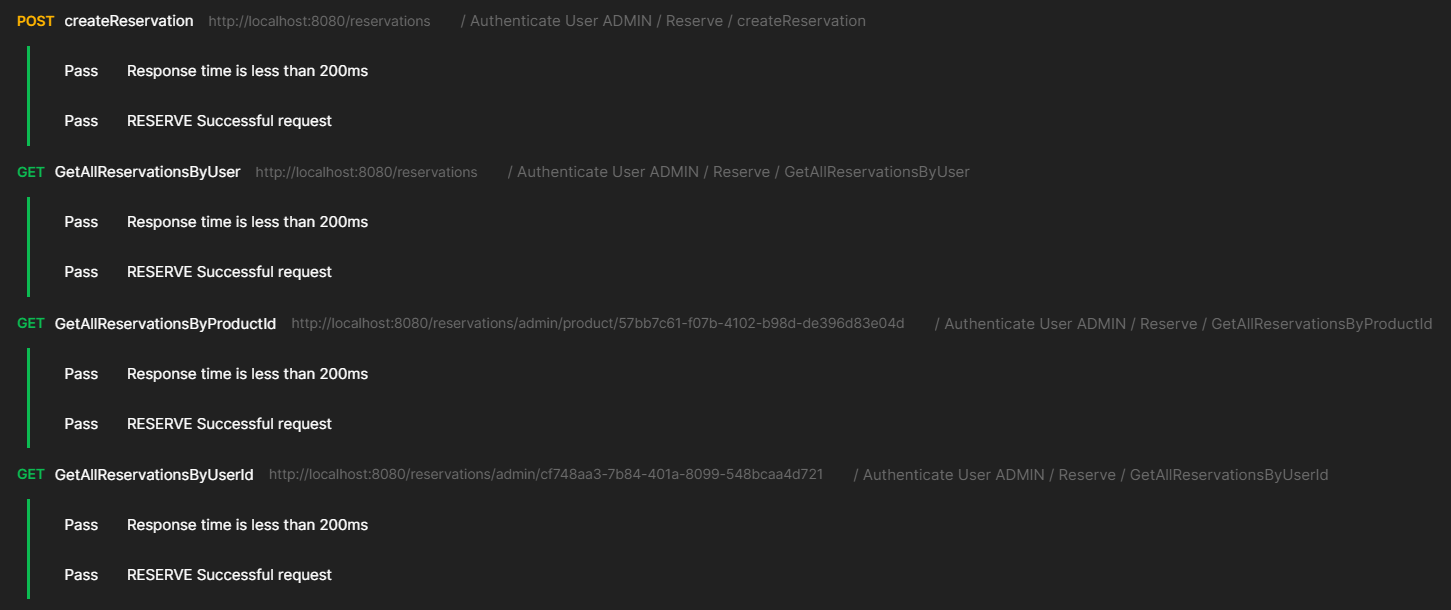 POST createReservation http://localhost:8080/reservations / Authenticate User ADMIN / Reserve / createReservation
Pass Response time is less than 200ms
Pass RESERVE Successful request
GET GetAllReservationsByUser http://localhost:8080/reservations / Authenticate User ADMIN / Reserve / GetAllReservationsByUser
Pass Response time is less than 200ms
Pass RESERVE Successful request
GET GetAllReservationsByProductId http://localhost:8080/reservations/admin/product/57bb7c61-f07b-4102-b98d-de396d83e04d / Authenticate User ADMIN / Reserve / GetAllReservationsByProductId
Pass Response time is less than 200ms
Pass RESERVE Successful request
GET GetAllReservationsByUserId http://localhost:8080/reservations/admin/cf748aa3-7b84-401a-8099-548bcaa4d721 / Authenticate User ADMIN / Reserve / GetAllReservationsByUserId
Pass Response time is less than 200ms
Pass RESERVE Successful request